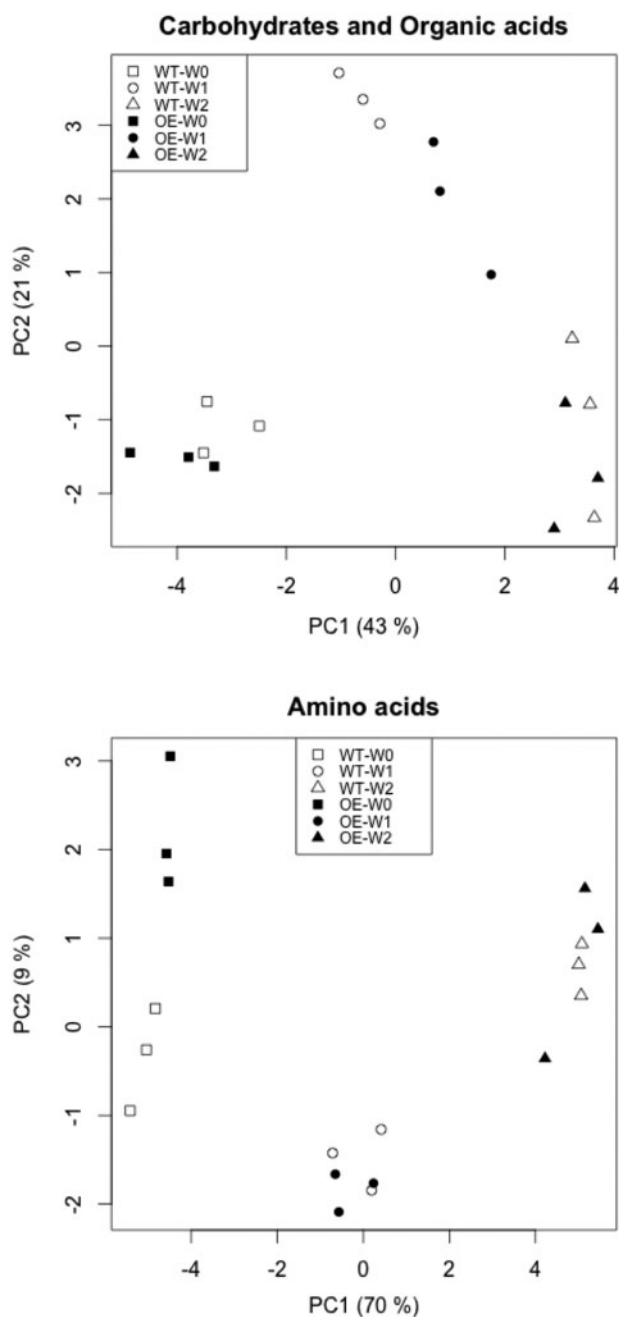 Carbohydrates and Organic acids
WT-W0
WT-W1
WT-W2
OE-W0
OE-W1
OE-W2
3
2
1
0
-1
-2
PC2 (21 %)
-4 -2 0 2 4
PC1 (43 %)
Amino acids
WT-W0
WT-W1
WT-W2
OE-W0
OE-W1
OE-W2
3
2
1
0
-1
-2
PC2 (9 %)
-4 -2 0 2 4
PC1 (70 %)